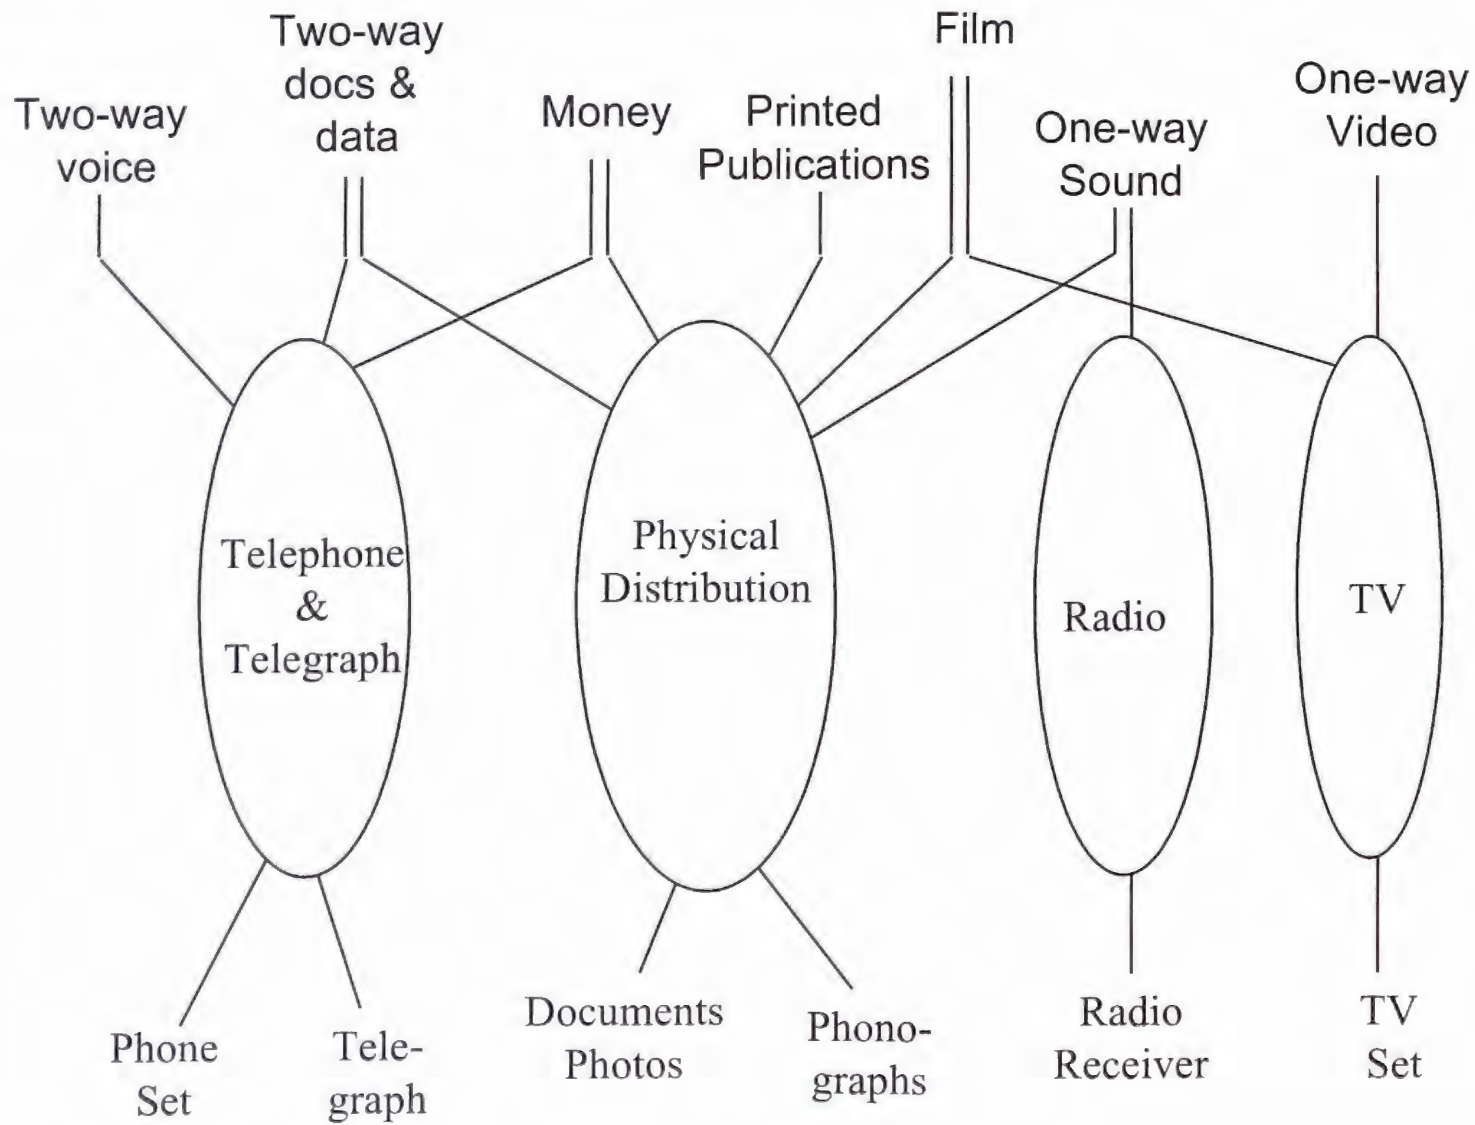 Two-way
voice
Two-way
docs &
data
Money
Printed
Publications
Film
One-way
Sound
One-way
Video
Telephone
&
Telegraph
Physical
Distribution
Radio
TV
Phone
Set
Tele-
graph
Documents
Photos
Phono-
graphs
Radio
Receiver
TV
Set